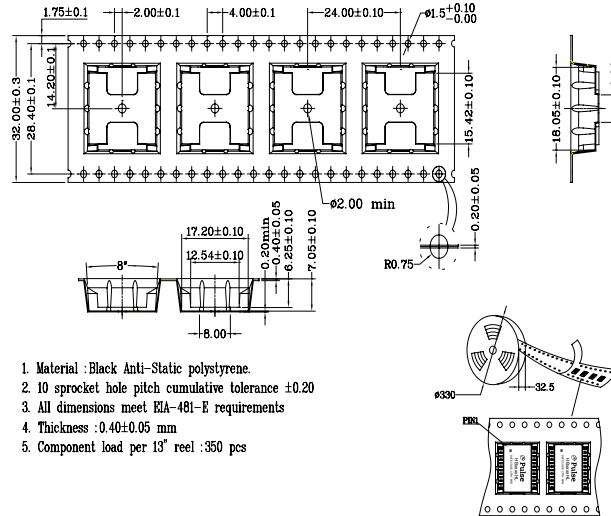 1.75±0.1
2.00±0.1
4.00±0.1
24.00±0.10
ø1.5 +0.10 -0.00
32.00±0.3
28.40±0.1
14.20±0.1
15.42±0.10
18.05±0.10
ø2.00 min
0.20±0.05
R0.75
17.20±0.10
12.54±0.10
8°
8.00
0.20min
0.40±0.05
6.25±0.10
7.05±0.10
1. Material :Black Anti-Static polystyrene.
2. 10 sprocket hole pitch cumulative tolerance ±0.20
3. All dimensions meet EIA-481-E requirements
4. Thickness :0.40±0.05 mm
5. Component load per 13" reel :350 pcs
ø330
32.5
PIN1
Pulse
Pulse